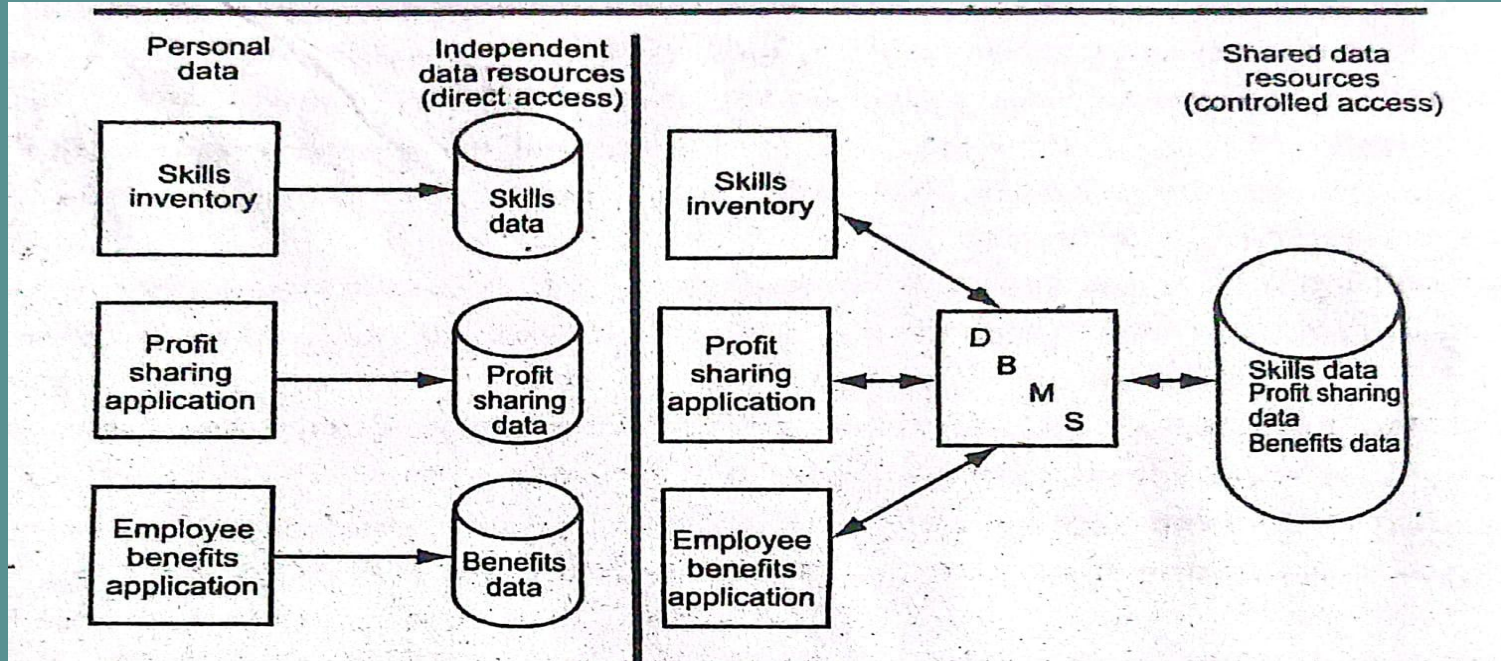 Personal
data
Independent
data resources
(direct access)
Skills
inventory
Skills
data
Profit
sharing
application
Profit
sharing
data
Employee
benefits
application
Benefits
data
Shared data
resources
(controlled access)
Skills
inventory
Profit
sharing
application
Employee
benefits
application
D
B
M
S
Skills data
Profit sharing
data
Benefits data